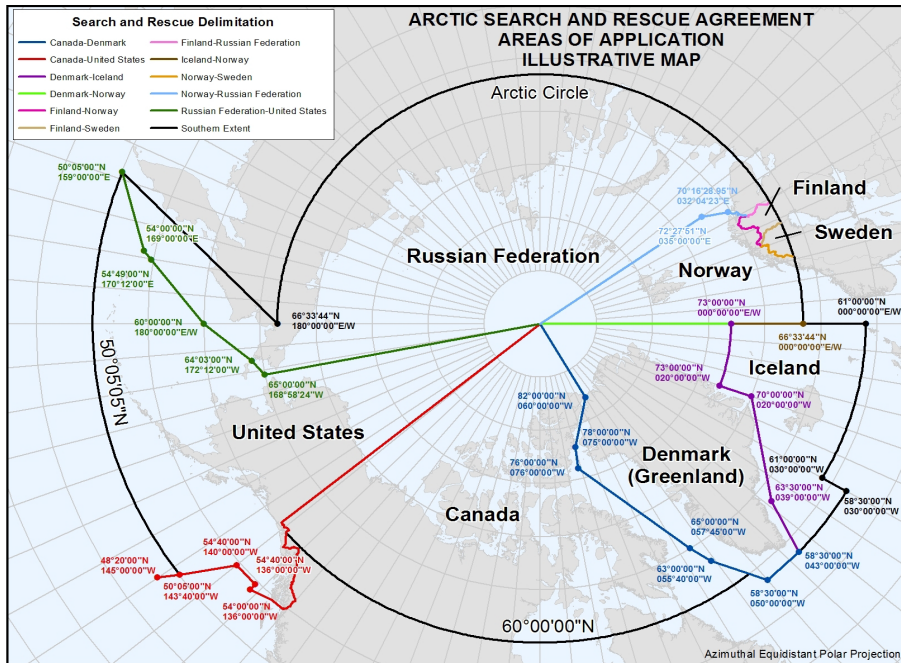 ARCTIC SEARCH AND RESCUE AGREEMENT
AREAS OF APPLICATION
ILLUSTRATIVE MAP
Search and Rescue Delimitation
Canada-Denmark
Canada-United States
Denmark-Iceland
Denmark-Norway
Finland-Norway
Finland-Sweden
Finland-Russian Federation
Iceland-Norway
Norway-Sweden
Norway-Russian Federation
Russian Federation-United States
Southern Extent
Arctic Circle
50°05'00"N
159°00'00"E
54°00'00"N
169°00'00"E
54°49'00"N
170°12'00"E
60°00'00"N
180°00'00"E/W
64°03'00"N
172°12'00"W
65°00'00"N
168°58'24"W
66°33'44"N
180°00'00"E/W
50°05'05"N
Russian Federation
70°16'28.95"N
032°04'23"E
72°27'51"N
035°00'00"E
Finland
Sweden
Norway
73°00'00"N
000°00'00"E/W
61°00'00"N
000°00'00"E/W
66°33'44"N
000°00'00"E/W
73°00'00"N
020°00'00"W
Iceland
70°00'00"N
020°00'00"W
United States
82°00'00"N
060°00'00"W
78°00'00"N
075°00'00"W
76°00'00"N
076°00'00"W
Denmark
(Greenland)
61°00'00"N
030°00'00"W
63°30'00"N
039°00'00"W
58°30'00"N
030°00'00"W
Canada
65°00'00"N
057°45'00"W
63°00'00"N
055°40'00"W
58°30'00"N
043°00'00"W
58°30'00"N
050°00'00"W
54°40'00"N
140°00'00"W
54°40'00"N
136°00'00"W
48°20'00"N
145°00'00"W
50°05'00"N
143°40'00"W
54°00'00"N
136°00'00"W
60°00'00"N
Azimuthal Equidistant Polar Projection